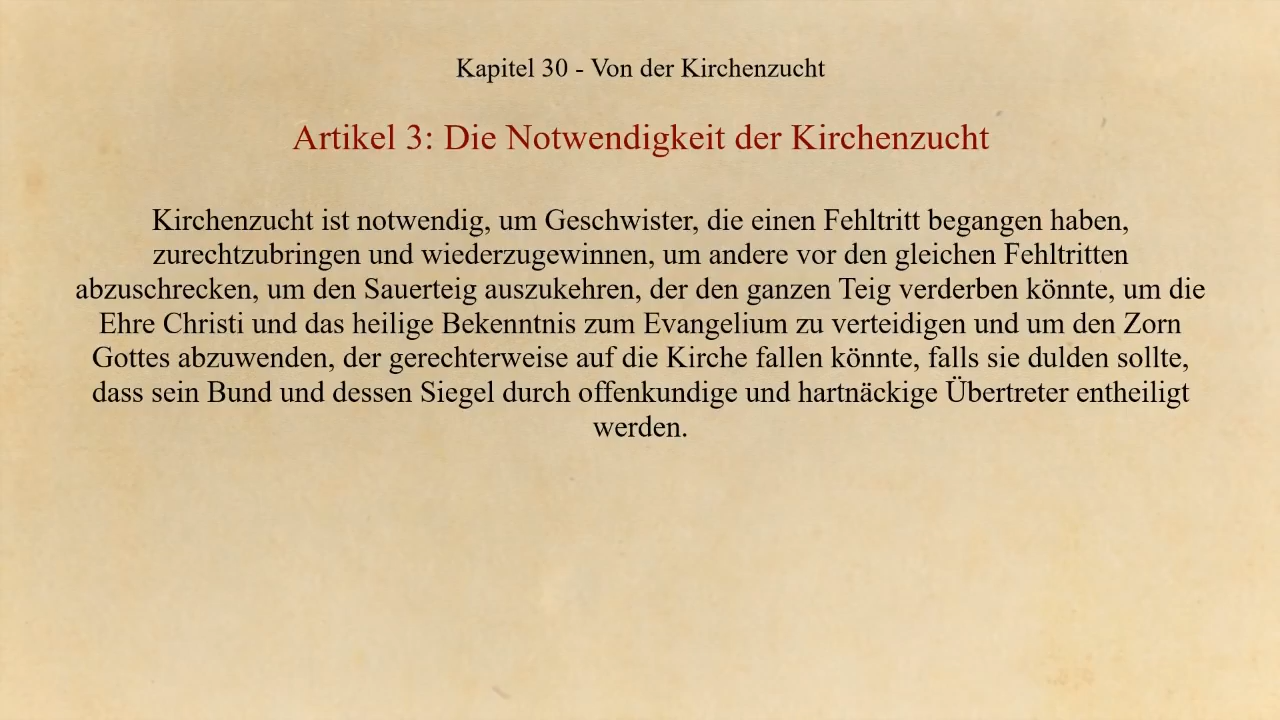 Kapitel 30 - Von der Kirchenzucht
Artikel 3: Die Notwendigkeit der Kirchenzucht
Kirchenzucht ist notwendig, um Geschwister, die einen Fehltritt begangen haben,
zurechtzubringen und wiederzugewinnen, um andere vor den gleichen Fehltritten
abzuschrecken, um den Sauerteig auszukehren, der den ganzen Teig verderben könnte, um die
Ehre Christi und das heilige Bekenntnis zum Evangelium zu verteidigen und um den Zorn
Gottes abzuwenden, der gerechterweise auf die Kirche fallen könnte, falls sie dulden sollte,
dass sein Bund und dessen Siegel durch offenkundige und hartnäckige Übertreter entheiligt
werden.